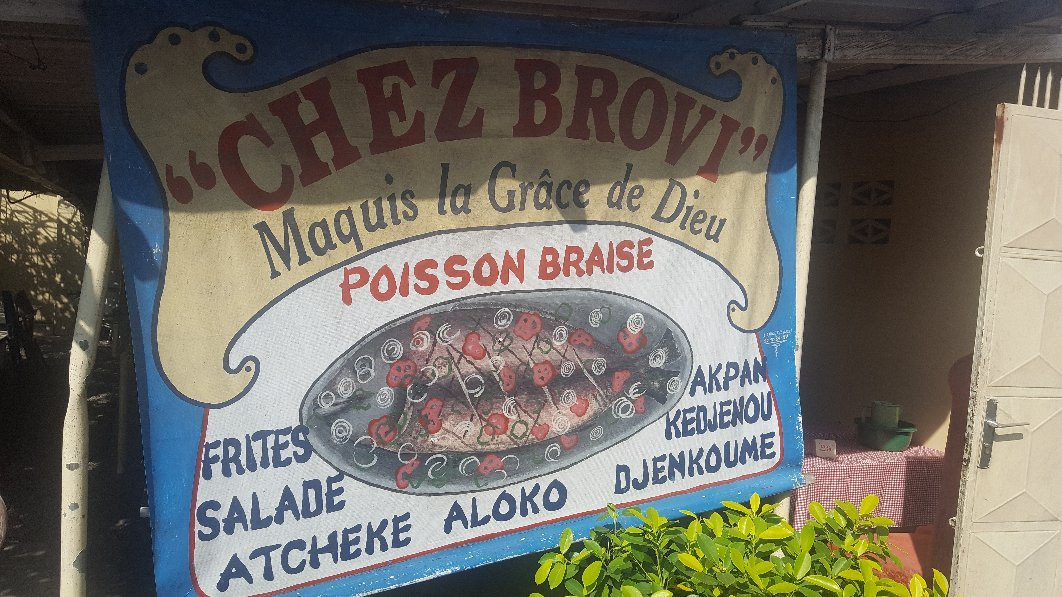 “CHEZ BROVI”
Maquis la Grâce de Dieu
POISSON BRAISE
FRITES
SALADE
ATCHEKE
ALOKO
AKPAN
KEDJENOU
DJENKOUME